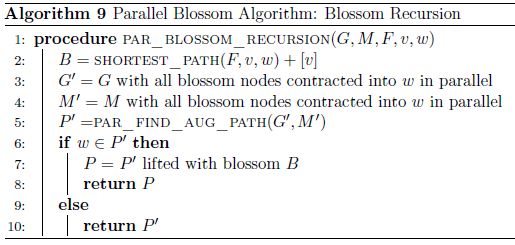 Algorithm 9 Parallel Blossom Algorithm: Blossom Recursion
1: procedure PAR_BLOSSOM_RECURSION(G, M, F, v, w)
2: B = SHORTEST_PATH(F, v, w) + [v]
3: G′ = G with all blossom nodes contracted into w in parallel
4: M′ = M with all blossom nodes contracted into w in parallel
5: P′ =PAR_FIND_AUG_PATH(G′, M′)
6: if w ∈ P′ then
7: P = P′ lifted with blossom B
8: return P
9: else
10: return P′